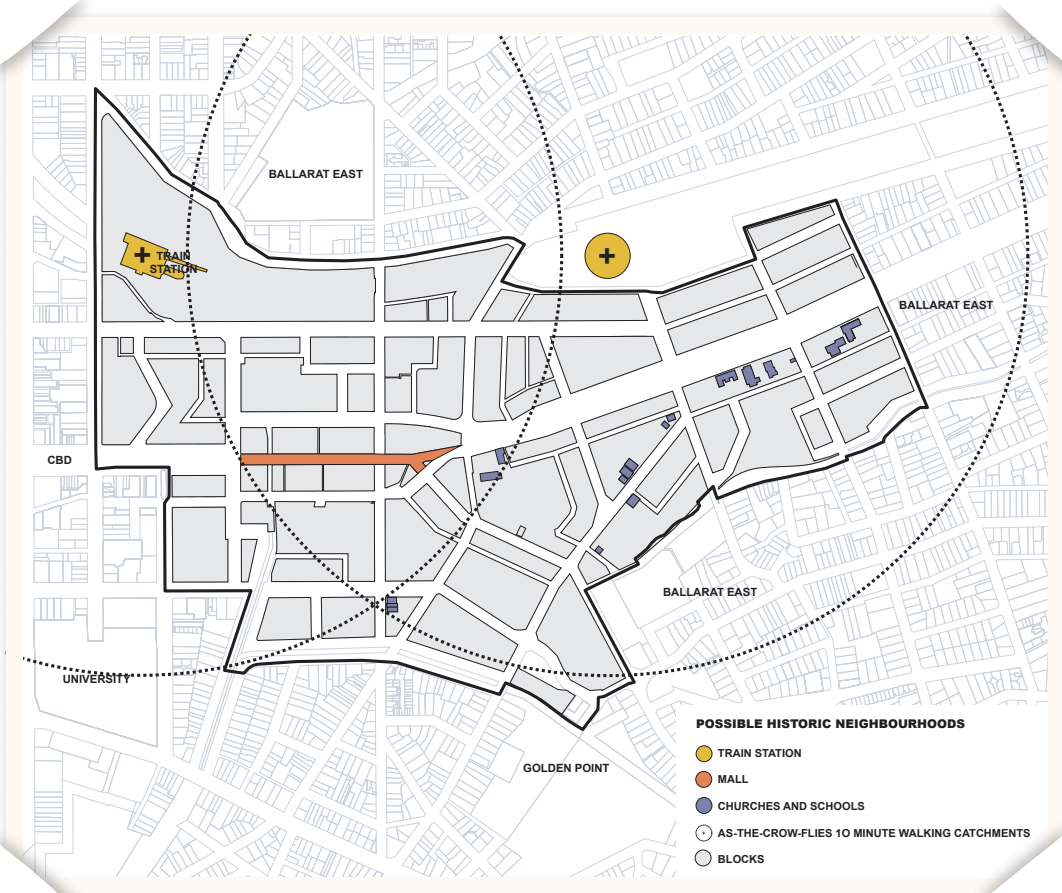 BALLARAT EAST
TRAIN
STATION
BALLARAT EAST
CBD
BALLARAT EAST
UNIVERSITY
GOLDEN POINT
POSSIBLE HISTORIC NEIGHBOURHOODS
TRAIN STATION
MALL
CHURCHES AND SCHOOLS
AS-THE-CROW-FLIES 1O MINUTE WALKING CATCHMENTS
BLOCKS